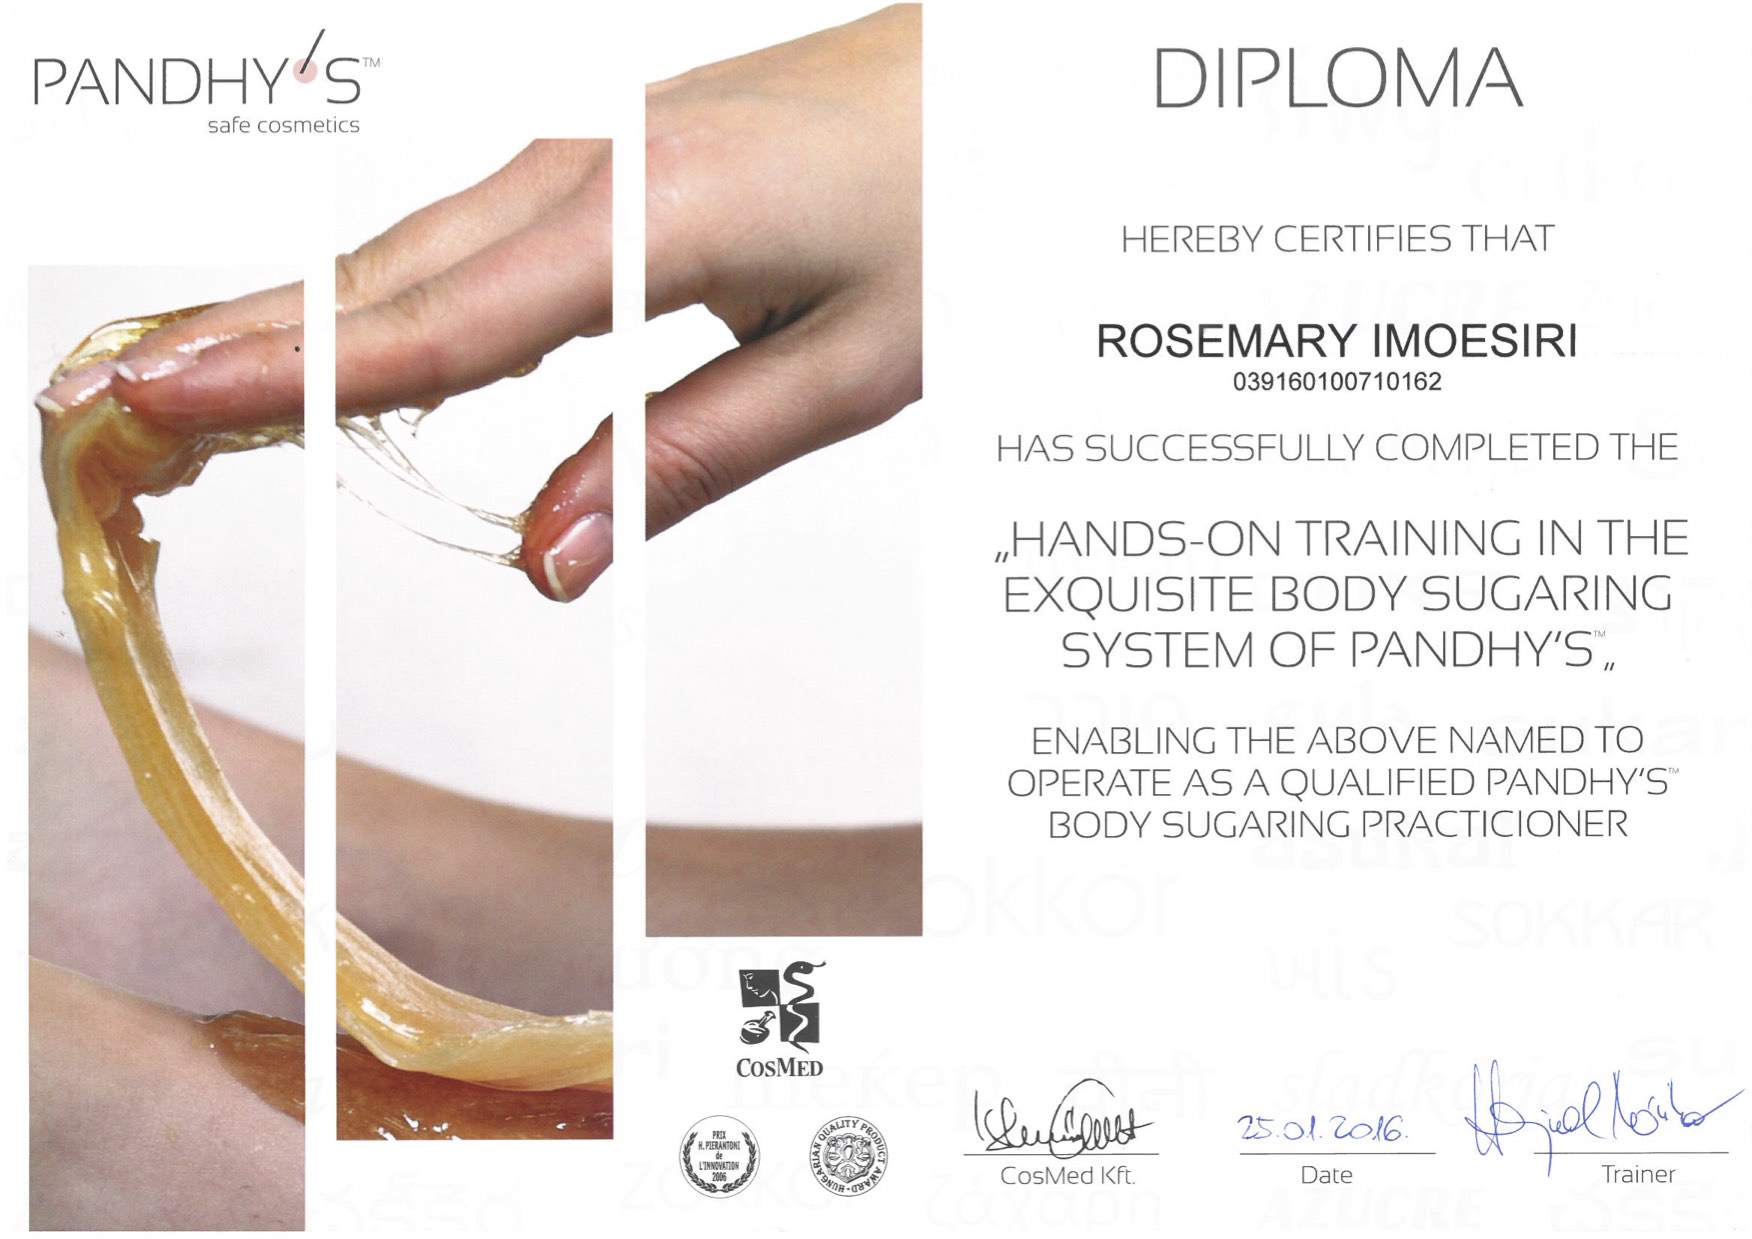 PANDHY'S™
safe cosmetics
DIPLOMA
HEREBY CERTIFIES THAT
ROSEMARY IMOESIRI
039160100710162
HAS SUCCESSFULLY COMPLETED THE
„HANDS-ON TRAINING IN THE
EXQUISITE BODY SUGARING
SYSTEM OF PANDHY'S™„
ENABLING THE ABOVE NAMED TO
OPERATE AS A QUALIFIED PANDHY'S™
BODY SUGARING PRACTICIONER
COSMED
PRIX
H. PIERANTONI
de
L'INNOVATION
2006
HUNGARIAN QUALITY PRODUCT AWARD
25.01.2016.
CosMed Kft.
Date
Trainer